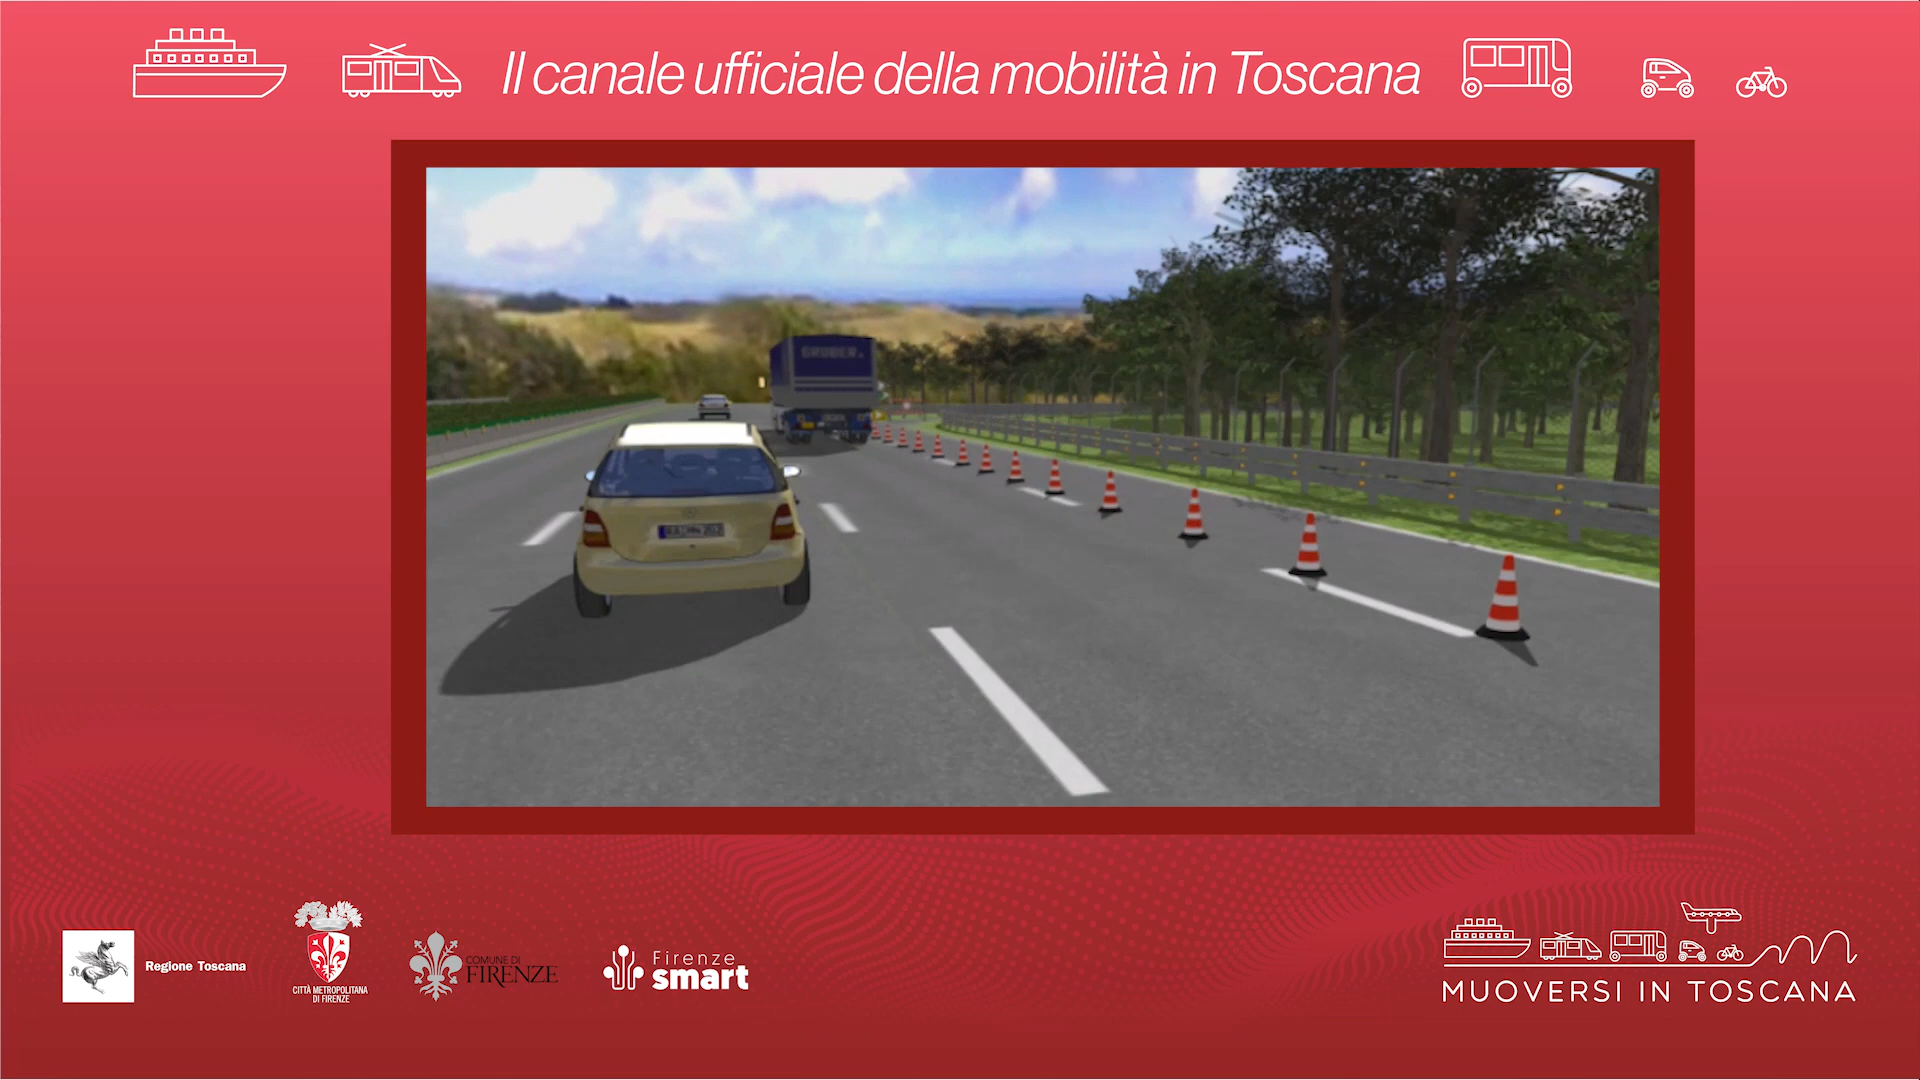 Il canale ufficiale della mobilità in Toscana
GRUBER
Regione Toscana
CITTÀ METROPOLITANA
DI FIRENZE
COMUNE DI
FIRENZE
Firenze
smart
MUOVERSI IN TOSCANA